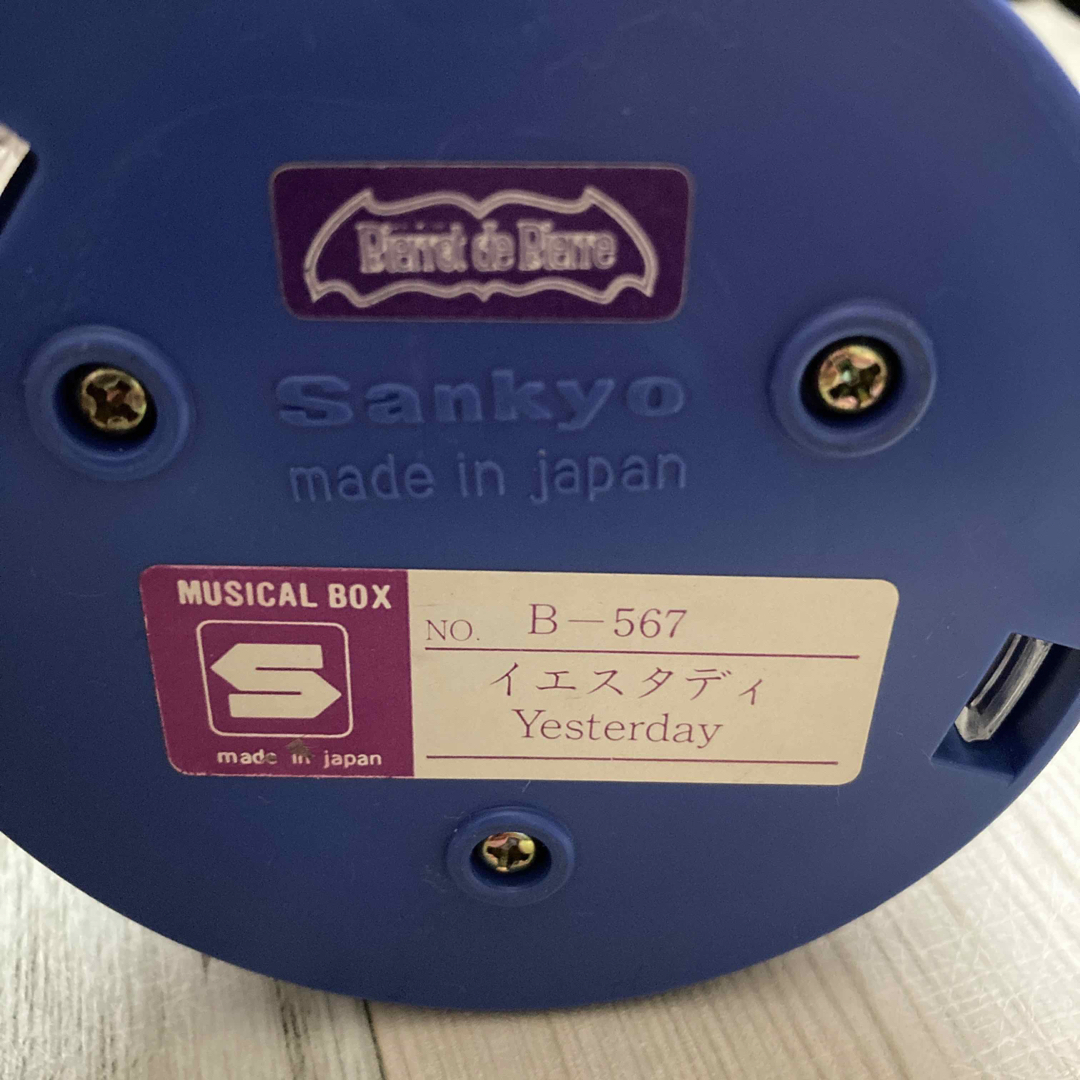 Pierrot de Pierre
Sankyo
made in japan
MUSICAL BOX
S
made in japan
NO. B-567
イエスタディ
Yesterday